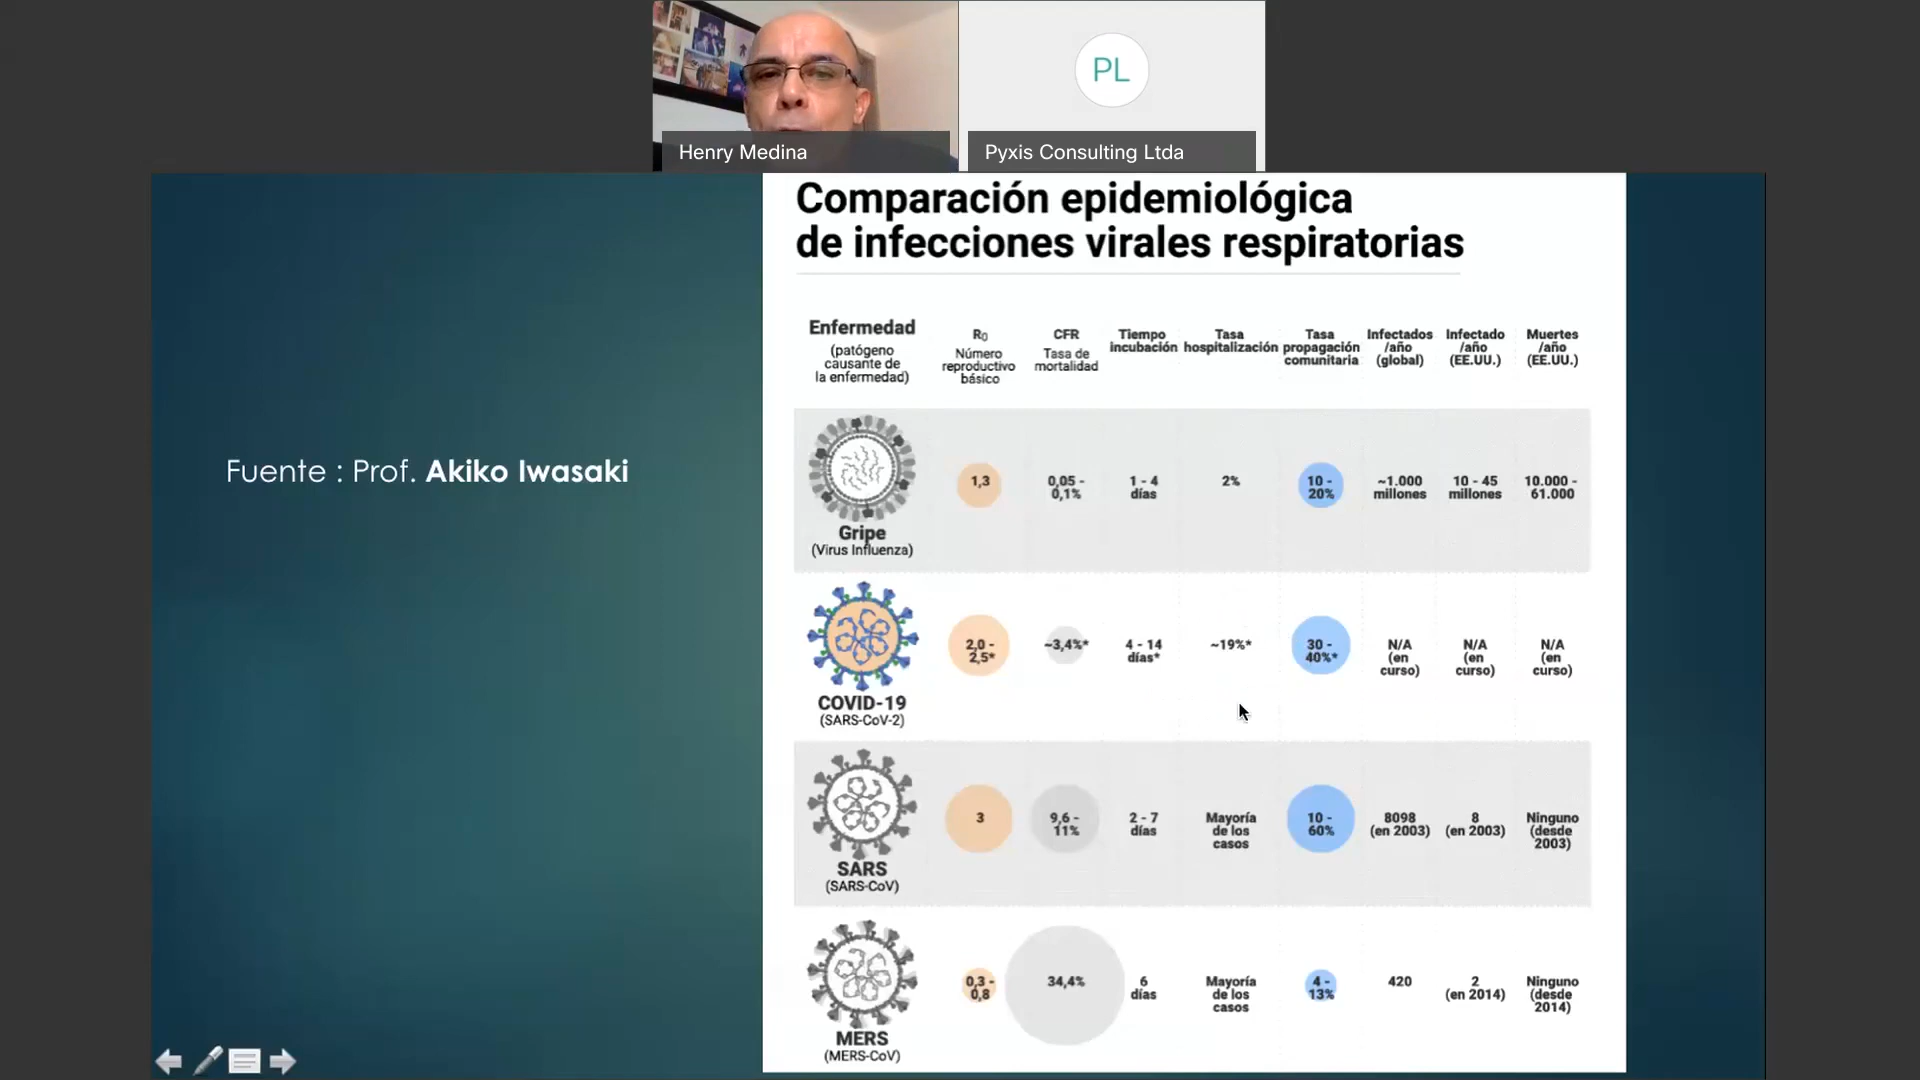 PL
Henry Medina
Pyxis Consulting Ltda
Comparación epidemiológica
de infecciones virales respiratorias
Fuente : Prof. Akiko Iwasaki
Enfermedad
(patógeno
causante de
la enfermedad)
R0
Número
reproductivo
básico
CFR
Tasa de
mortalidad
Tiempo
incubación
Tasa
hospitalización
Tasa
propagación
comunitaria
Infectados
/año
(global)
Infectado
/año
(EE.UU.)
Muertes
/año
(EE.UU.)
Gripe
(Virus Influenza)
1,3
0,05 -
0,1%
1 - 4
días
2%
10 -
20%
~1.000
millones
10 - 45
millones
10.000 -
61.000
COVID-19
(SARS-CoV-2)
2,0 -
2,5*
~3,4%*
4 - 14
días*
~19%*
30 -
40%*
N/A
(en
curso)
N/A
(en
curso)
N/A
(en
curso)
SARS
(SARS-CoV)
3
9,6 -
11%
2 - 7
días
Mayoría
de los
casos
10 -
60%
8098
(en 2003)
8
(en 2003)
Ninguno
(desde
2003)
MERS
(MERS-CoV)
0,3 -
0,8
34,4%
6
días
Mayoría
de los
casos
4 -
13%
420
2
(en 2014)
Ninguno
(desde
2014)